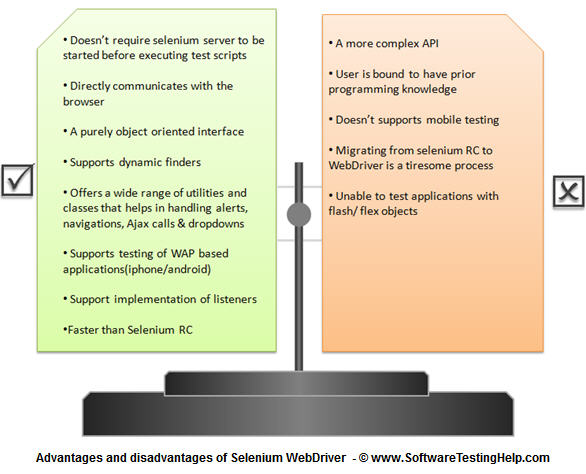 • Doesn't require selenium server to be
started before executing test scripts
• Directly communicates with the
browser
• A purely object oriented interface
• Supports dynamic finders
• Offers a wide range of utilities and
classes that helps in handling alerts,
navigations, Ajax calls & dropdowns
• Supports testing of WAP based
applications(iphone/android)
• Support implementation of listeners
•Faster than Selenium RC
• A more complex API
• User is bound to have prior
programming knowledge
• Doesn't supports mobile testing
• Migrating from selenium RC to
WebDriver is a tiresome process
• Unable to test applications with
flash/ flex objects
Advantages and disadvantages of Selenium WebDriver - © www.SoftwareTestingHelp.com